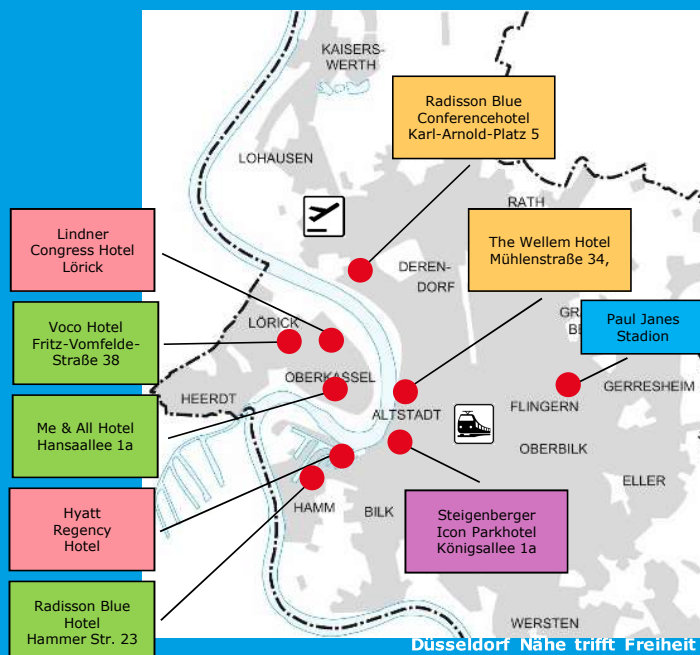 KAISERS-
WERTH
Radisson Blue
Conferencehotel
Karl-Arnold-Platz 5
LOHAUSEN
RATH
Lindner
Congress Hotel
Lörick
The Wellem Hotel
Mühlenstraße 34,
DEREN-
DORF
Voco Hotel
Fritz-Vomfelde-
Straße 38
LÖRICK
GRA
BE
Paul Janes
Stadion
OBERKASSEL
HEERDT
GERRESHEIM
FLINGERN
ALTSTADT
Me & All Hotel
Hansaallee 1a
OBERBILK
ELLER
Hyatt
Regency
Hotel
HAMM
BILK
Steigenberger
Icon Parkhotel
Königsallee 1a
Radisson Blue
Hotel
Hammer Str. 23
WERSTEN
Düsseldorf Nähe trifft Freiheit